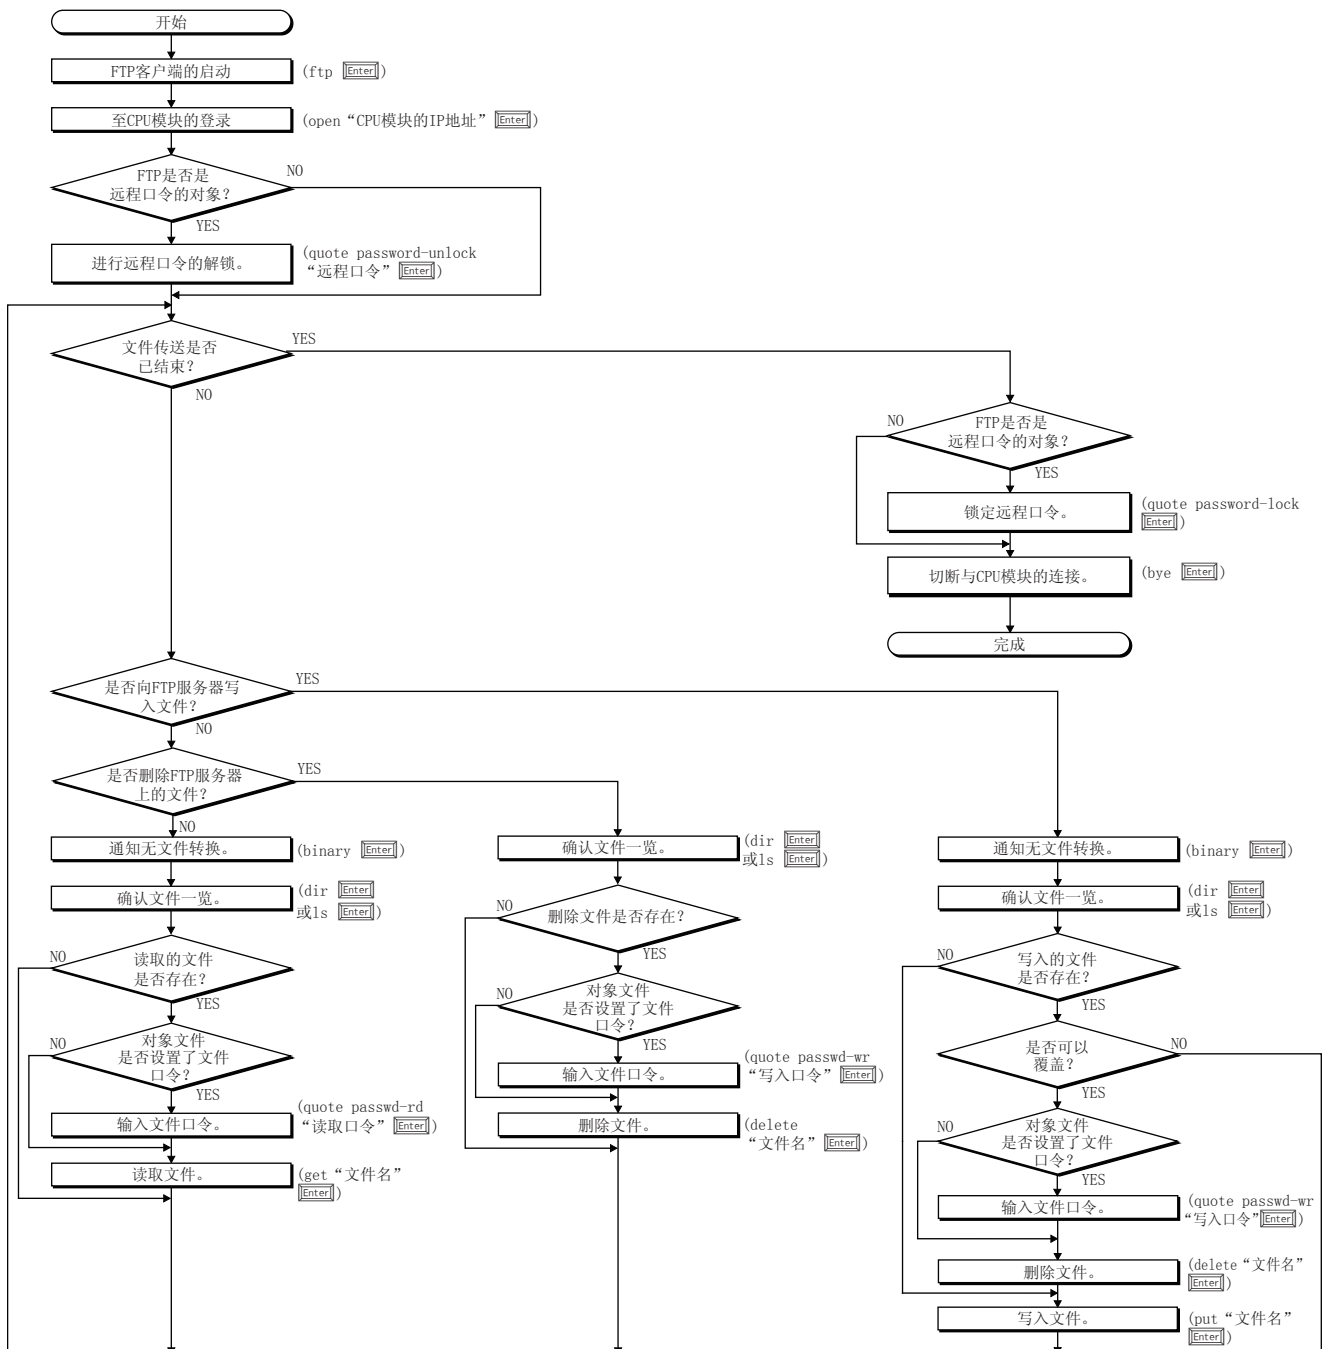 开始
FTP客户端的启动
(ftp Enter)
至CPU模块的登录
(open“CPU模块的IP地址” Enter)
FTP是否是
远程口令的对象？
NO
YES
进行远程口令的解锁。
(quote password-unlock
“远程口令” Enter)
文件传送是否
已结束？
YES
NO
FTP是否是
远程口令的对象？
NO
YES
锁定远程口令。
(quote password-lock
Enter)
切断与CPU模块的连接。
(bye Enter)
完成
是否向FTP服务器写
入文件？
YES
NO
是否删除FTP服务器
上的文件？
YES
NO
通知无文件转换。
(binary Enter)
确认文件一览。
(dir Enter
或ls Enter)
读取的文件
是否存在？
NO
YES
对象文件
是否设置了文件
口令？
NO
YES
输入文件口令。
(quote passwd-rd
“读取口令” Enter)
读取文件。
(get“文件名”
Enter)
确认文件一览。
(dir Enter
或ls Enter)
删除文件是否存在？
NO
YES
对象文件
是否设置了文件
口令？
NO
YES
输入文件口令。
(quote passwd-wr
“写入口令” Enter)
删除文件。
(delete
“文件名” Enter)
通知无文件转换。
(binary Enter)
确认文件一览。
(dir Enter
或ls Enter)
写入的文件
是否存在？
NO
YES
是否可以
覆盖？
NO
YES
对象文件
是否设置了文件
口令？
NO
YES
输入文件口令。
(quote passwd-wr
“写入口令”Enter)
删除文件。
(delete“文件名”
Enter)
写入文件。
(put“文件名”
Enter)